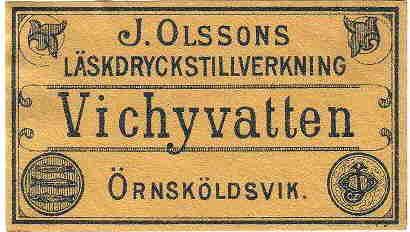 J. OLSSONS
LÄSKDRYCKSTILLVERKNING
Vichyvatten
ÖRNSKÖLDSVIK.